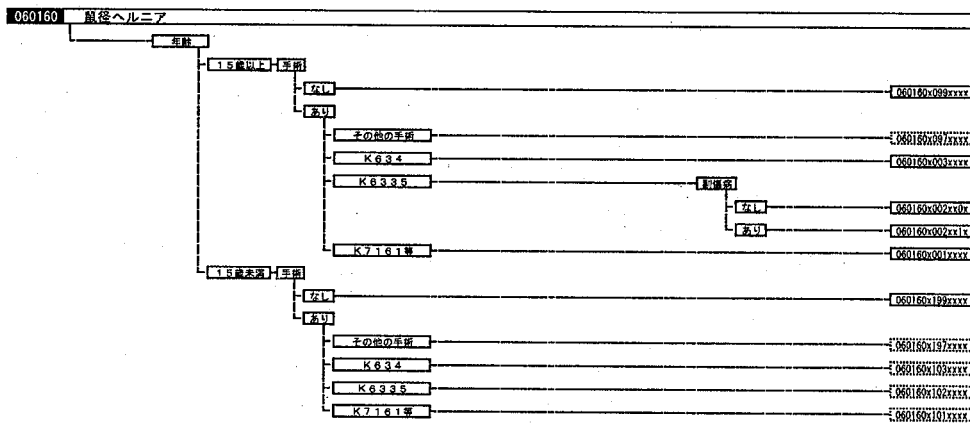 060160 鼠径ヘルニア
年齢
15歳以上 手術
なし 060160x099xxxx
あり
その他の手術 060160x097xxxx
K634 060160x003xxxx
K6335 副傷病
なし 060160x002xx0x
あり 060160x002xx1x
K7161等 060160x001xxxx
15歳未満 手術
なし 060160x199xxxx
あり
その他の手術 060160x197xxxx
K634 060160x103xxxx
K6335 060160x102xxxx
K7161等 060160x101xxxx